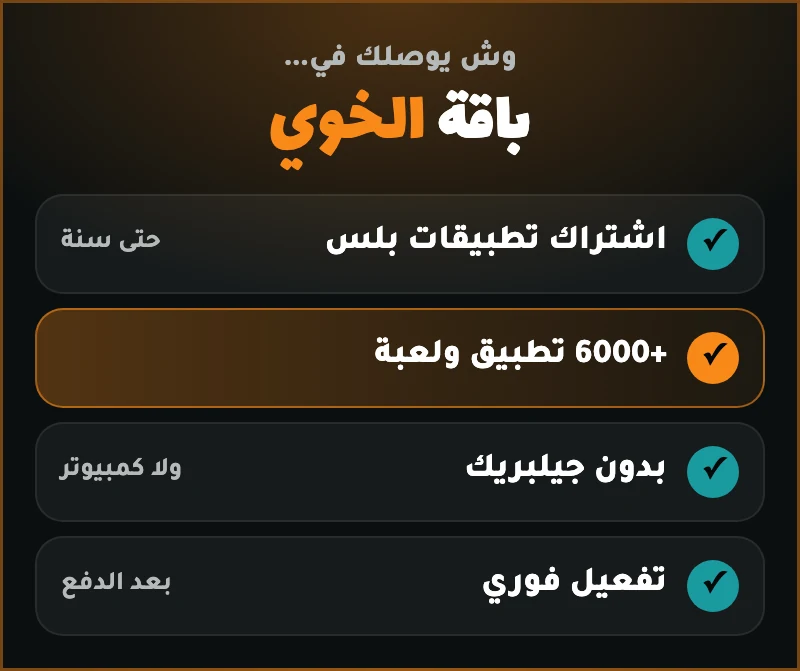 وش يوصلك في...
باقة الخوي
اشتراك تطبيقات بلس حتى سنة
+6000 تطبيق ولعبة
بدون جيلبريك ولا كمبيوتر
تفعيل فوري بعد الدفع